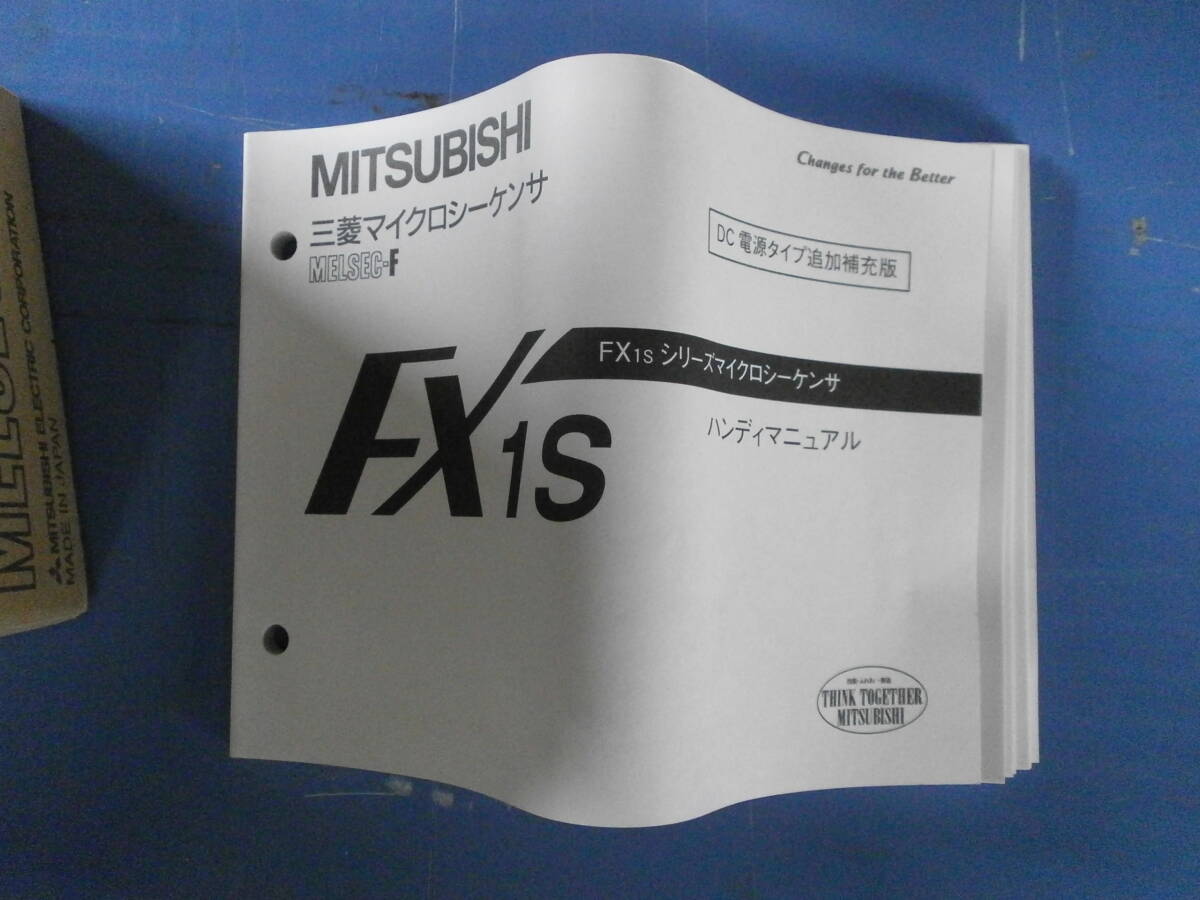 MITSUBISHI
三菱マイクロシーケンサ
MELSEC-F
Changes for the Better
DC 電源タイプ追加補充版
FX1S
FX1S シリーズマイクロシーケンサ
ハンディマニュアル
THINK TOGETHER
MITSUBISHI
MITSUBISHI ELECTRIC CORPORATION
MADE IN JAPAN